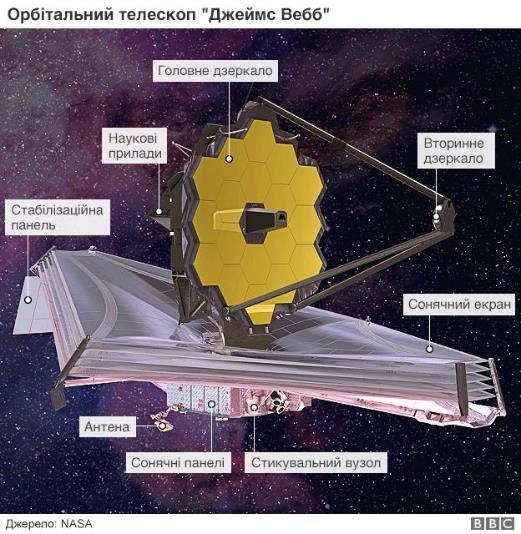 Орбітальний телескоп "Джеймс Вебб"
Головне дзеркало
Наукові
прилади
Вторинне
дзеркало
Стабілізаційна
панель
Сонячний екран
Антена
Сонячні панелі
Стикувальний вузол
Джерело: NASA
BBC